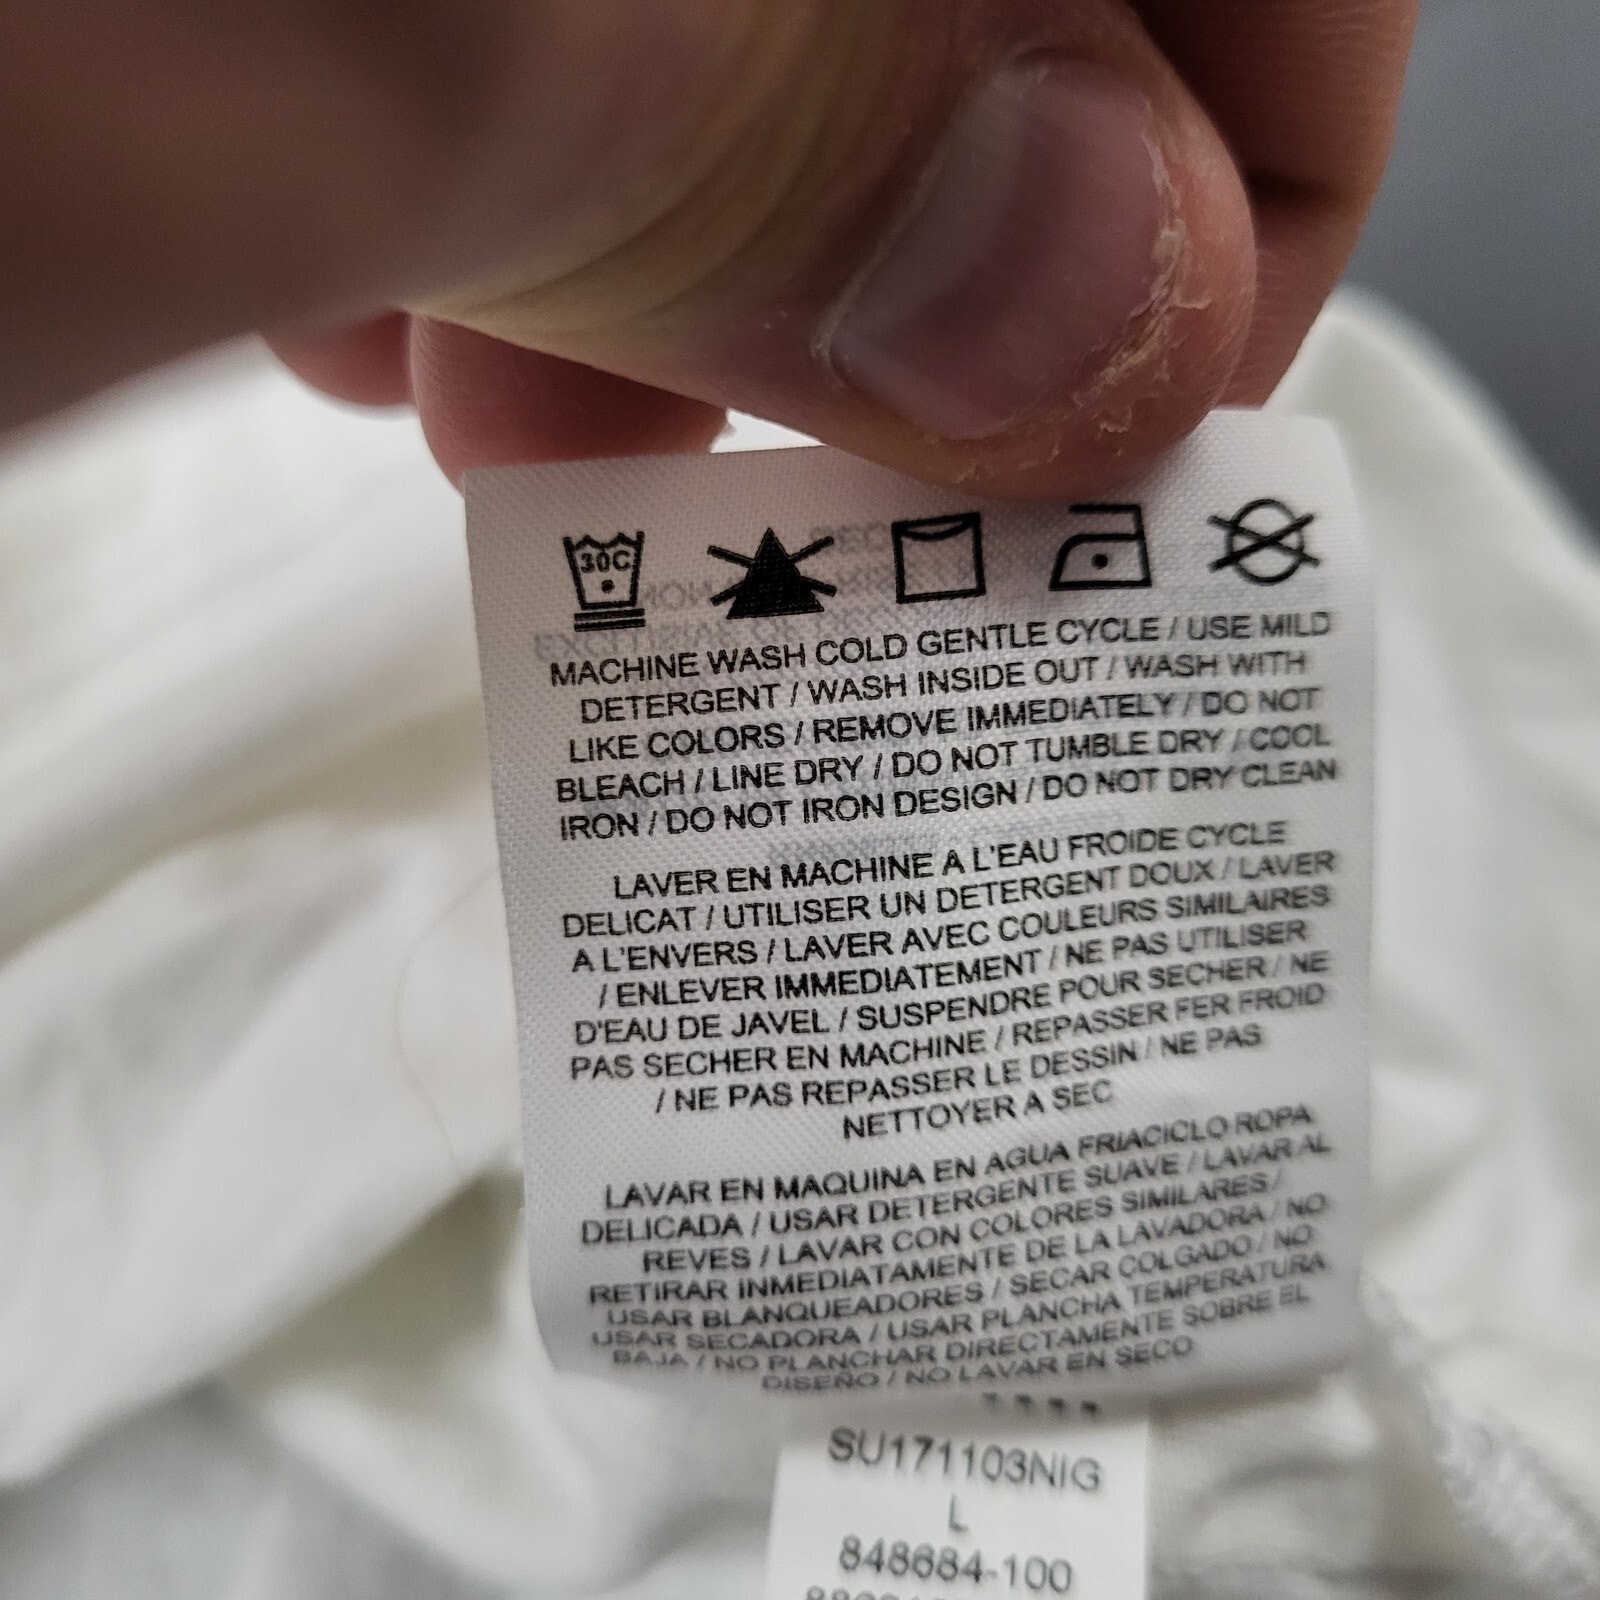 30C
MACHINE WASH COLD GENTLE CYCLE / USE MILD
DETERGENT / WASH INSIDE OUT / WASH WITH
LIKE COLORS / REMOVE IMMEDIATELY / DO NOT
BLEACH / LINE DRY / DO NOT TUMBLE DRY / COOL
IRON / DO NOT IRON DESIGN / DO NOT DRY CLEAN
LAVER EN MACHINE A L'EAU FROIDE CYCLE
DELICAT / UTILISER UN DETERGENT DOUX / LAVER
A L'ENVERS / LAVER AVEC COULEURS SIMILAIRES
/ ENLEVER IMMEDIATEMENT / NE PAS UTILISER
D'EAU DE JAVEL / SUSPENDRE POUR SECHER / NE
PAS SECHER EN MACHINE / REPASSER FER FROID
/ NE PAS REPASSER LE DESSIN / NE PAS
NETTOYER A SEC
LAVAR EN MAQUINA EN AGUA FRIACICLO ROPA
DELICADA / USAR DETERGENTE SUAVE / LAVAR AL
REVES / LAVAR CON COLORES SIMILARES /
RETIRAR INMEDIATAMENTE DE LA LAVADORA / NO
USAR BLANQUEADORES / SECAR COLGADO / NO
USAR SECADORA / USAR PLANCHA TEMPERATURA
BAJA / NO PLANCHAR DIRECTAMENTE SOBRE EL
DISEÑO / NO LAVAR EN SECO
SU171103NIG
L
848684-100